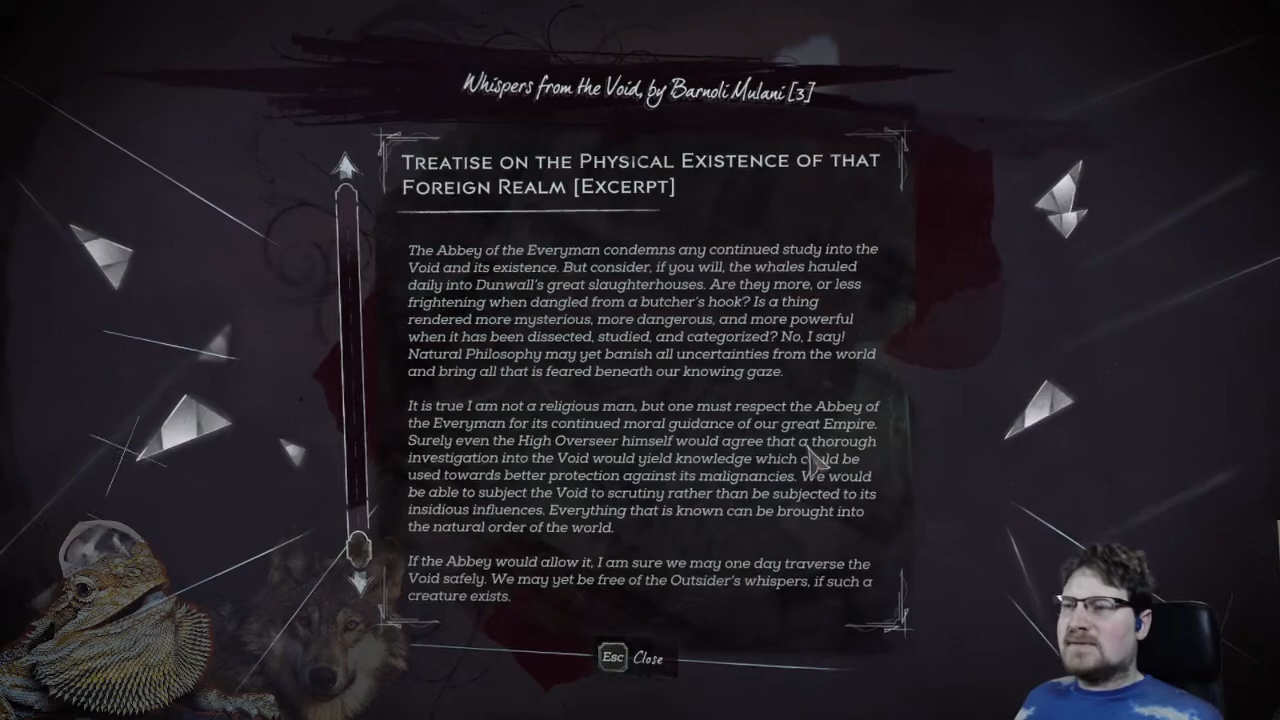 Whispers from the Void, by Barnoli Mulani [3]
Treatise on the Physical Existence of that
Foreign Realm [Excerpt]
The Abbey of the Everyman condemns any continued study into the
Void and its existence. But consider, if you will, the whales hauled
daily into Dunwall's great slaughterhouses. Are they more, or less
frightening when dangled from a butcher's hook? Is a thing
rendered more mysterious, more dangerous, and more powerful
when it has been dissected, studied, and categorized? No, I say!
Natural Philosophy may yet banish all uncertainties from the world
and bring all that is feared beneath our knowing gaze.
It is true I am not a religious man, but one must respect the Abbey of
the Everyman for its continued moral guidance of our great Empire.
Surely even the High Overseer himself would agree that a thorough
investigation into the Void would yield knowledge which could be
used towards better protection against its malignancies. We would
be able to subject the Void to scrutiny rather than be subjected to its
insidious influences. Everything that is known can be brought into
the natural order of the world.
If the Abbey would allow it, I am sure we may one day traverse the
Void safely. We may yet be free of the Outsider's whispers, if such a
creature exists.
Esc Close